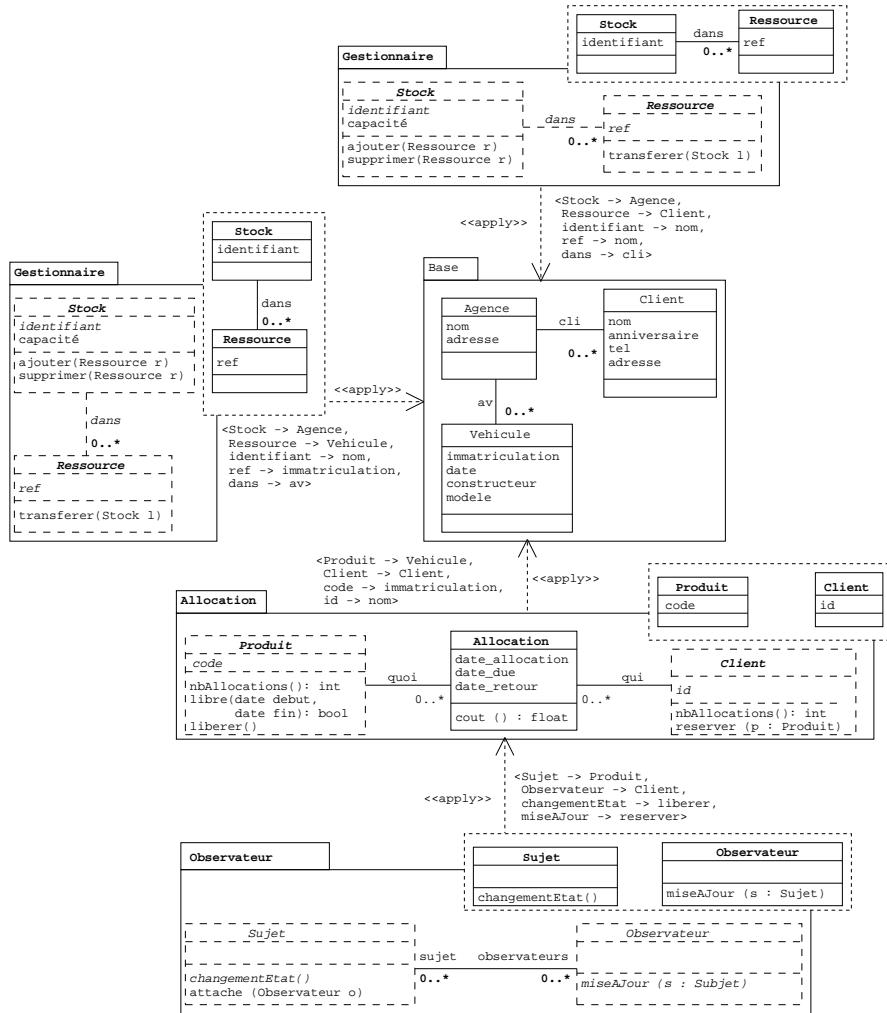 Stock
identifiant
dans
0..*
Ressource
ref
Gestionnaire
Stock
identifiant
capacité
ajouter(Ressource r)
supprimer(Ressource r)
dans
0..*
Ressource
ref
transferer(Stock l)
<<apply>>
<Stock -> Agence,
Ressource -> Client,
identifiant -> nom,
ref -> nom,
dans -> cli>
Stock
identifiant
dans
0..*
Ressource
ref
Gestionnaire
Stock
identifiant
capacité
ajouter(Ressource r)
supprimer(Ressource r)
dans
0..*
Ressource
ref
transferer(Stock l)
<<apply>>
<Stock -> Agence,
Ressource -> Vehicule,
identifiant -> nom,
ref -> immatriculation,
dans -> av>
Base
Agence
nom
adresse
cli
0..*
Client
nom
anniversaire
tel
adresse
av
0..*
Vehicule
immatriculation
date
constructeur
modele
<Produit -> Vehicule,
Client -> Client,
code -> immatriculation,
id -> nom>
<<apply>>
Produit
code
Client
id
Allocation
Produit
code
nbAllocations(): int
libre(date debut,
date fin): bool
liberer()
quoi
0..*
Allocation
date_allocation
date_due
date_retour
cout () : float
qui
0..*
Client
id
nbAllocations(): int
reserver (p : Produit)
<<apply>>
<Sujet -> Produit,
Observateur -> Client,
changementEtat -> liberer,
miseAJour -> reserver>
Observateur
Sujet
changementEtat()
Observateur
miseAJour (s : Sujet)
Sujet
changementEtat()
attache (Observateur o)
sujet
0..*
observateurs
0..*
Observateur
miseAJour (s : Subjet)